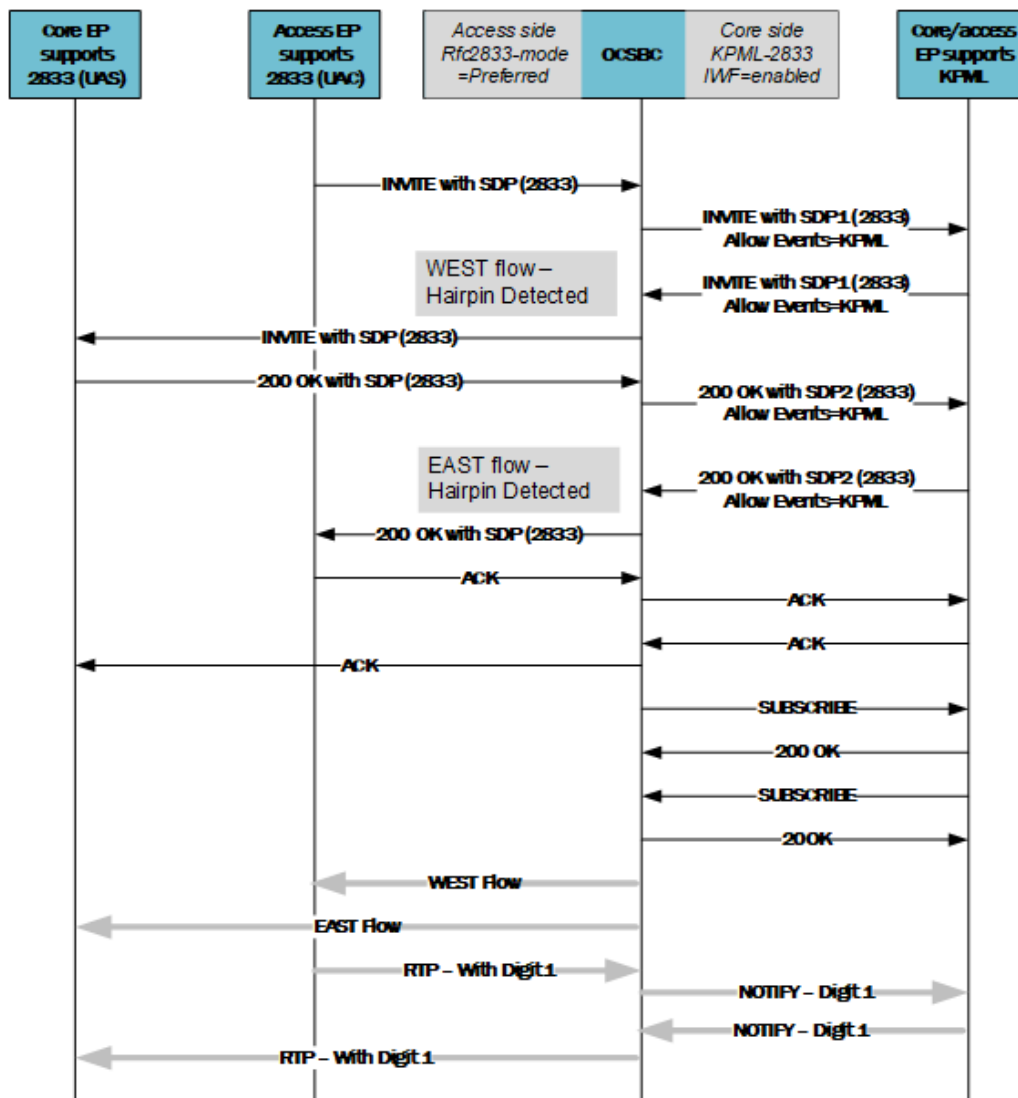 Core EP
supports
2833 (UAS)
Access EP
supports
2833 (UAC)
Access side
Rfc2833-mode
=Preferred
OCSBC
Core side
KPML-2833
IWF=enabled
Core/access
EP supports
KPML
INVITE with SDP (2833)
INVITE with SDP1 (2833)
Allow Events=KPML
WEST flow –
Hairpin Detected
INVITE with SDP1 (2833)
Allow Events=KPML
INVITE with SDP (2833)
200 OK with SDP (2833)
200 OK with SDP2 (2833)
Allow Events=KPML
EAST flow –
Hairpin Detected
200 OK with SDP2 (2833)
Allow Events=KPML
200 OK with SDP (2833)
ACK
ACK
ACK
ACK
SUBSCRIBE
200 OK
SUBSCRIBE
20OK
WEST Flow
EAST Flow
RTP – With Digit 1
NOTIFY – Digit 1
NOTIFY – Digit 1
RTP – With Digit 1